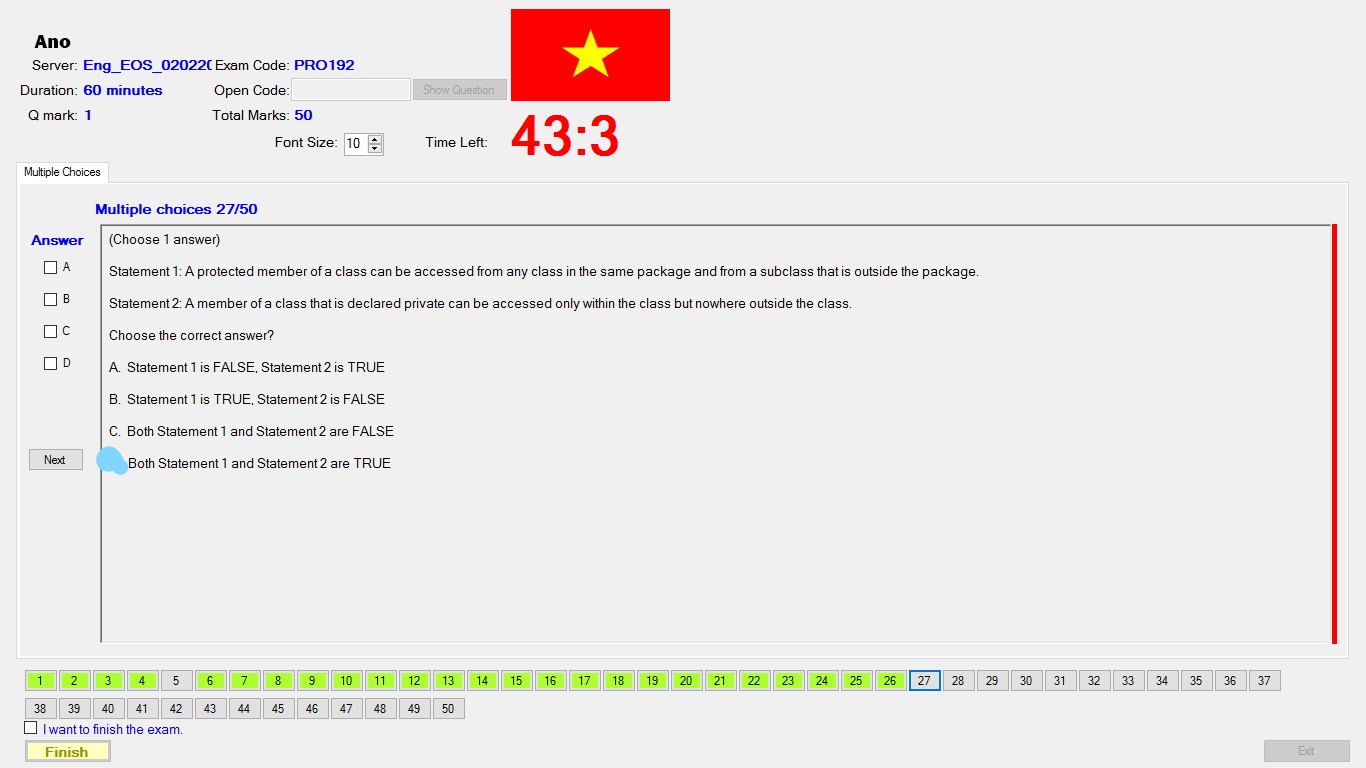 Ano
Server: Eng_EOS_020220 Exam Code: PRO192
Duration: 60 minutes Open Code: Show Question
Q mark: 1 Total Marks: 50
Font Size: 10 Time Left: 43:3
Multiple Choices
Multiple choices 27/50
Answer
(Choose 1 answer)
A
Statement 1: A protected member of a class can be accessed from any class in the same package and from a subclass that is outside the package.
B
Statement 2: A member of a class that is declared private can be accessed only within the class but nowhere outside the class.
C
Choose the correct answer?
D
A. Statement 1 is FALSE, Statement 2 is TRUE
B. Statement 1 is TRUE, Statement 2 is FALSE
C. Both Statement 1 and Statement 2 are FALSE
Next
Both Statement 1 and Statement 2 are TRUE
1 2 3 4 5 6 7 8 9 10 11 12 13 14 15 16 17 18 19 20 21 22 23 24 25 26 27 28 29 30 31 32 33 34 35 36 37
38 39 40 41 42 43 44 45 46 47 48 49 50
I want to finish the exam.
Finish
Exit